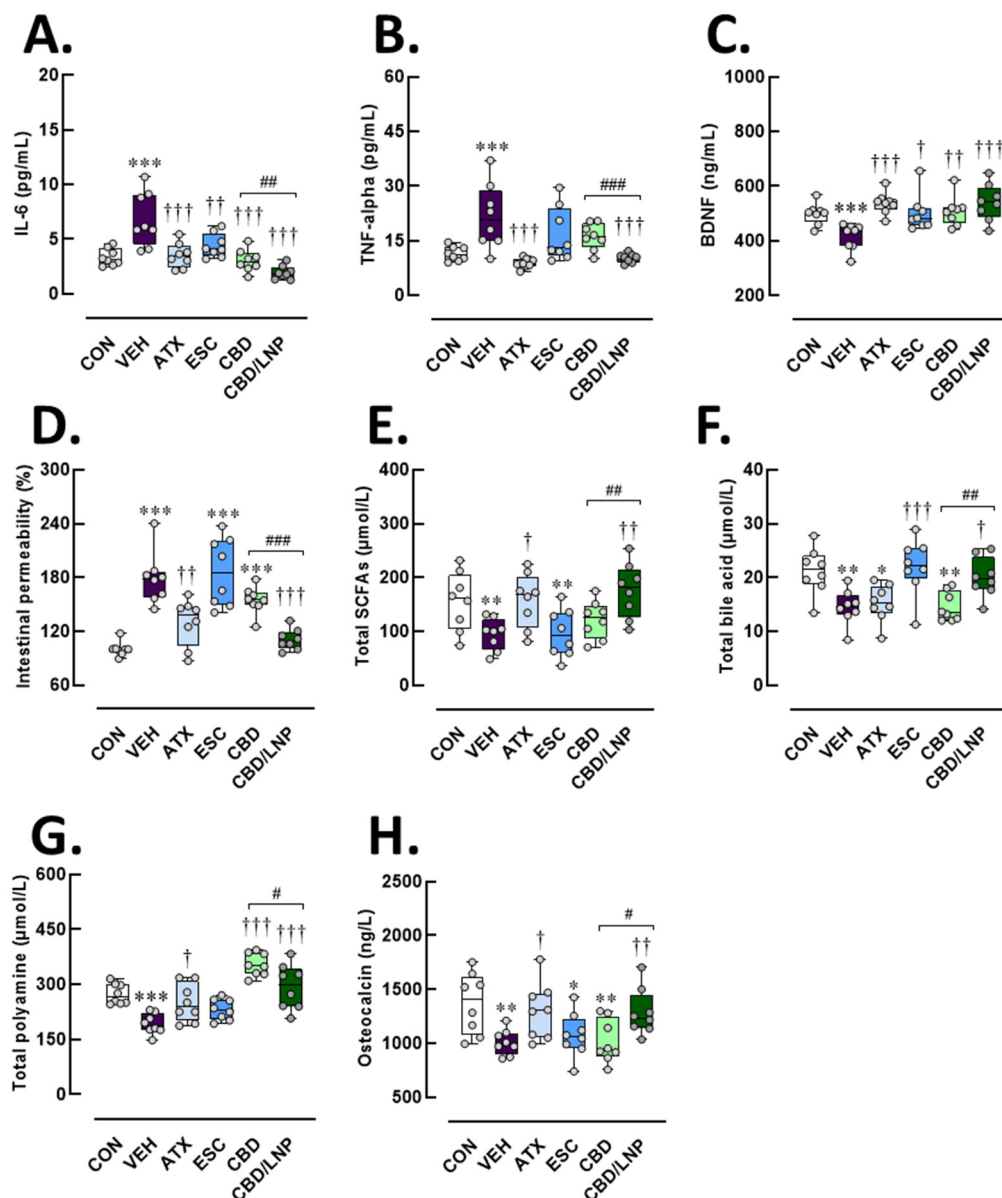 A.
B.
C.
IL-6 (pg/mL)
20
15
10
5
0
***
†††
††
†††
##
†††
CON
VEH
ATX
ESC
CBD
CBD/LNP
TNF-alpha (pg/mL)
60
45
30
15
0
***
†††
###
†††
CON
VEH
ATX
ESC
CBD
CBD/LNP
BDNF (ng/mL)
1000
800
600
400
200
***
†††
†
††
†††
CON
VEH
ATX
ESC
CBD
CBD/LNP
D.
E.
F.
Intestinal permeability (%)
300
240
180
120
60
***
††
***
***
###
†††
CON
VEH
ATX
ESC
CBD
CBD/LNP
Total SCFAs (μmol/L)
400
300
200
100
0
**
†
**
##
††
CON
VEH
ATX
ESC
CBD
CBD/LNP
Total bile acid (μmol/L)
40
30
20
10
0
**
*
†††
**
##
†
CON
VEH
ATX
ESC
CBD
CBD/LNP
G.
H.
Total polyamine (μmol/L)
600
450
300
150
0
***
†
†††
#
†††
CON
VEH
ATX
ESC
CBD
CBD/LNP
Osteocalcin (ng/L)
2500
2000
1500
1000
500
**
†
*
**
#
††
CON
VEH
ATX
ESC
CBD
CBD/LNP